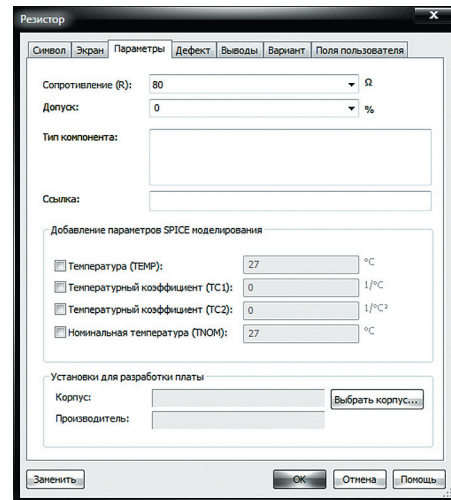 Резистор
x
Символ Экран Параметры Дефект Выводы Вариант Поля пользователя
Сопротивление (R): 80 Ω
Допуск: 0 %
Тип компонента:
Ссылка:
Добавление параметров SPICE моделирования
Температура (TEMP): 27 °C
Температурный коэффициент (TC1): 0 1/°C
Температурный коэффициент (TC2): 0 1/°C²
Номинальная температура (TNOM): 27 °C
Установки для разработки платы
Корпус: Выбрать корпус...
Производитель:
Заменить OK Отмена Помощь